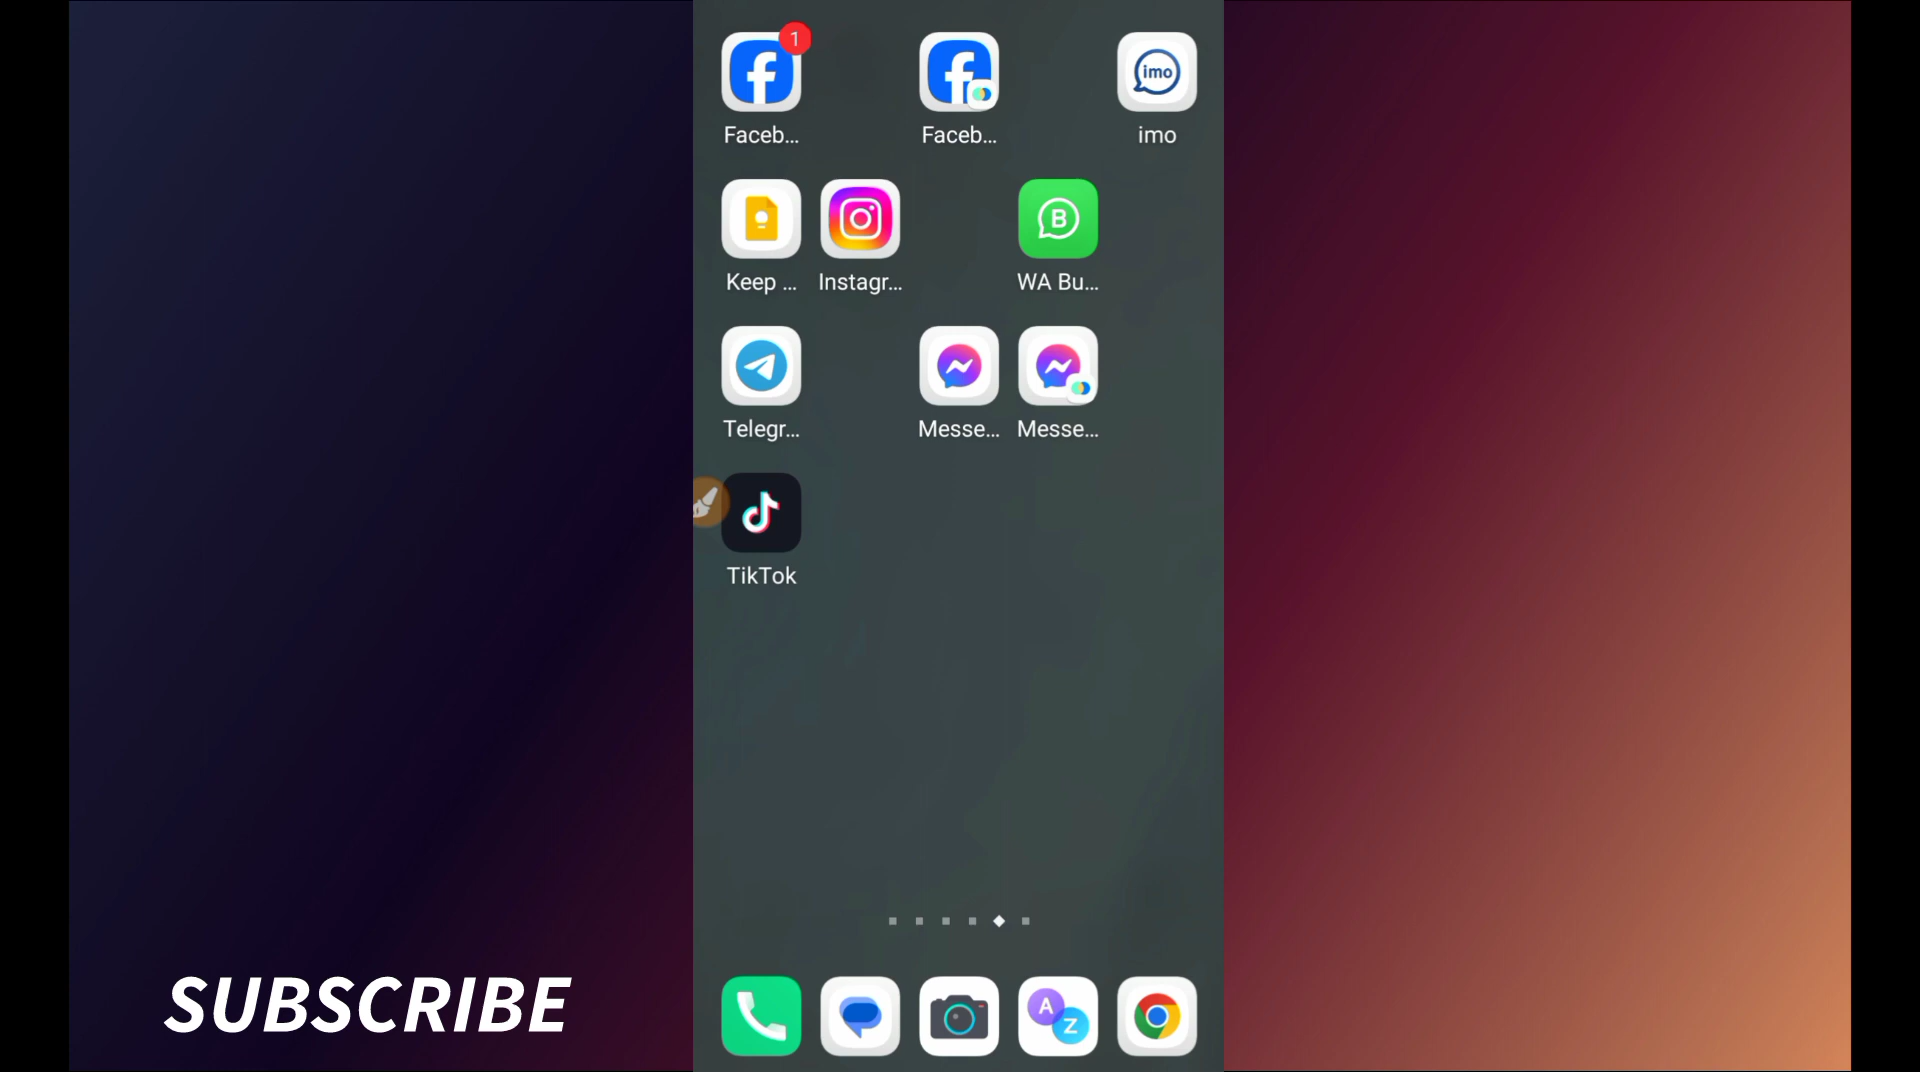 1
imo
Faceb...
Faceb...
imo
B
Keep ...
Instagr...
WA Bu...
Telegr...
Messe...
Messe...
TikTok
A
Z
SUBSCRIBE